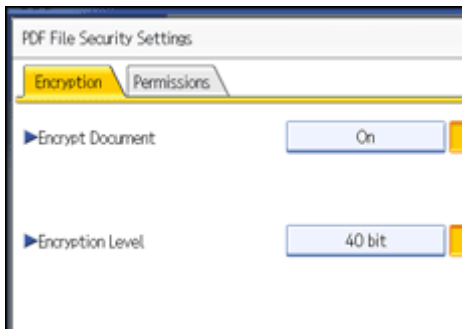 PDF File Security Settings
Encryption Permissions
►Encrypt Document On
►Encryption Level 40 bit